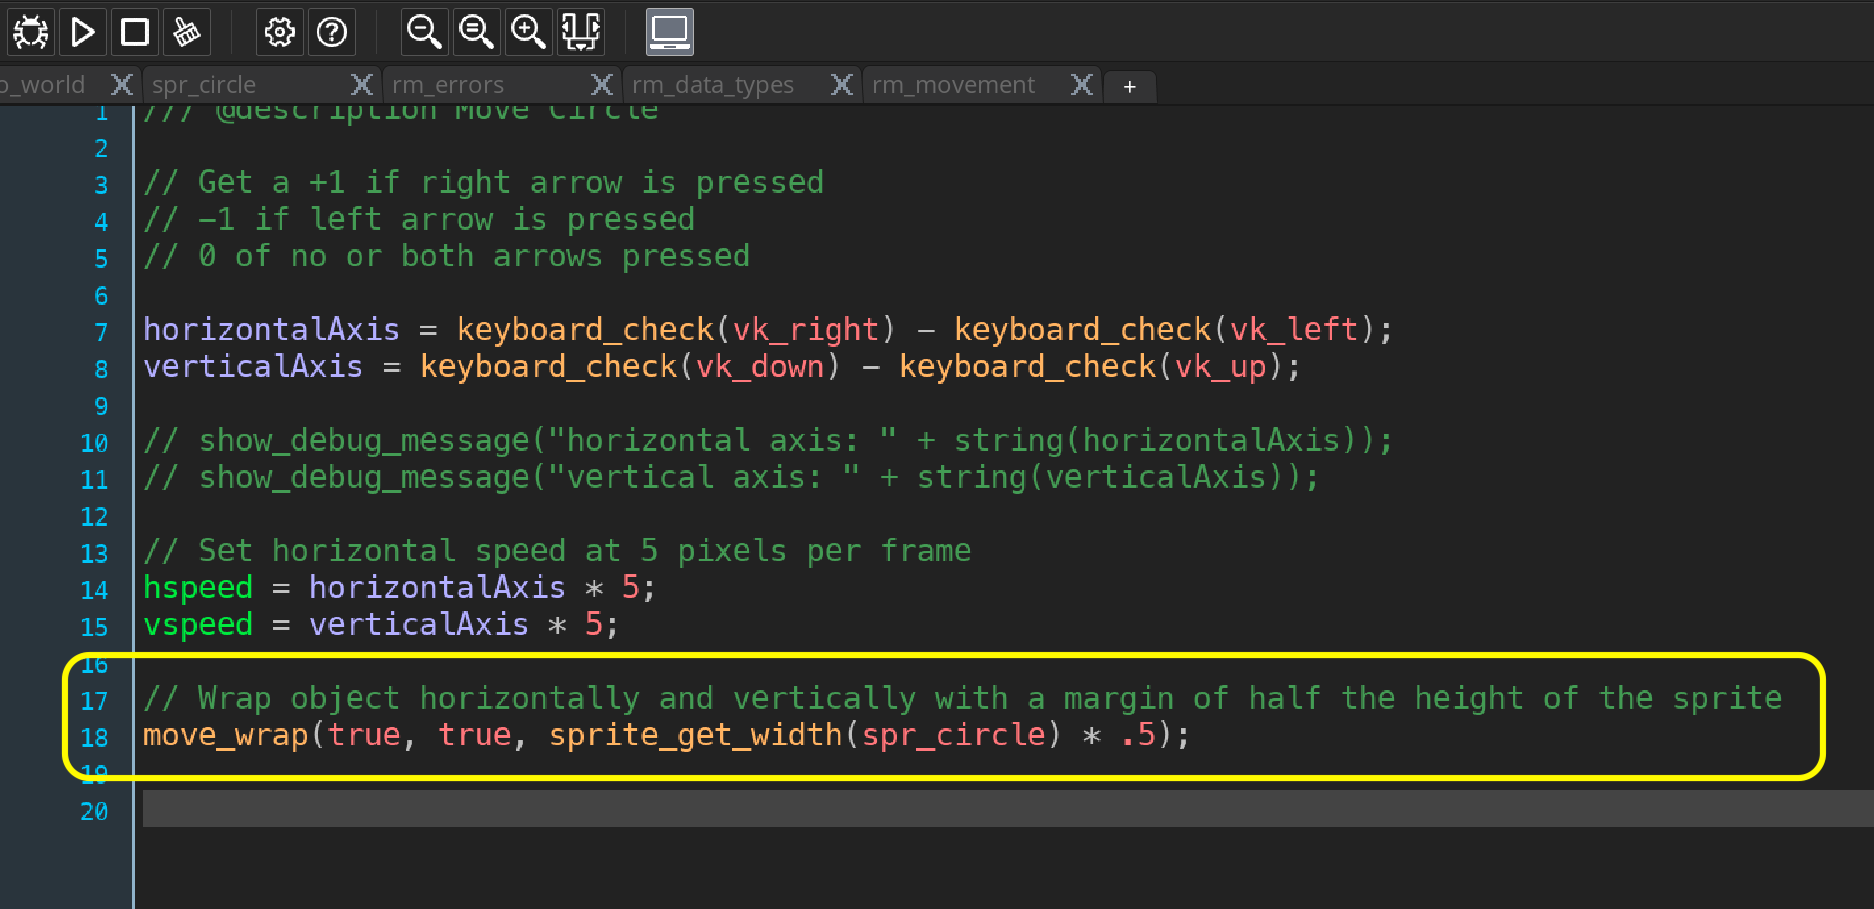 o_world X spr_circle X rm_errors X rm_data_types X rm_movement X +
1 /// @description Move Circle
2
3 // Get a +1 if right arrow is pressed
4 // -1 if left arrow is pressed
5 // 0 of no or both arrows pressed
6
7 horizontalAxis = keyboard_check(vk_right) - keyboard_check(vk_left);
8 verticalAxis = keyboard_check(vk_down) - keyboard_check(vk_up);
9
10 // show_debug_message("horizontal axis: " + string(horizontalAxis));
11 // show_debug_message("vertical axis: " + string(verticalAxis));
12
13 // Set horizontal speed at 5 pixels per frame
14 hspeed = horizontalAxis * 5;
15 vspeed = verticalAxis * 5;
16
17 // Wrap object horizontally and vertically with a margin of half the height of the sprite
18 move_wrap(true, true, sprite_get_width(spr_circle) * .5);
19
20